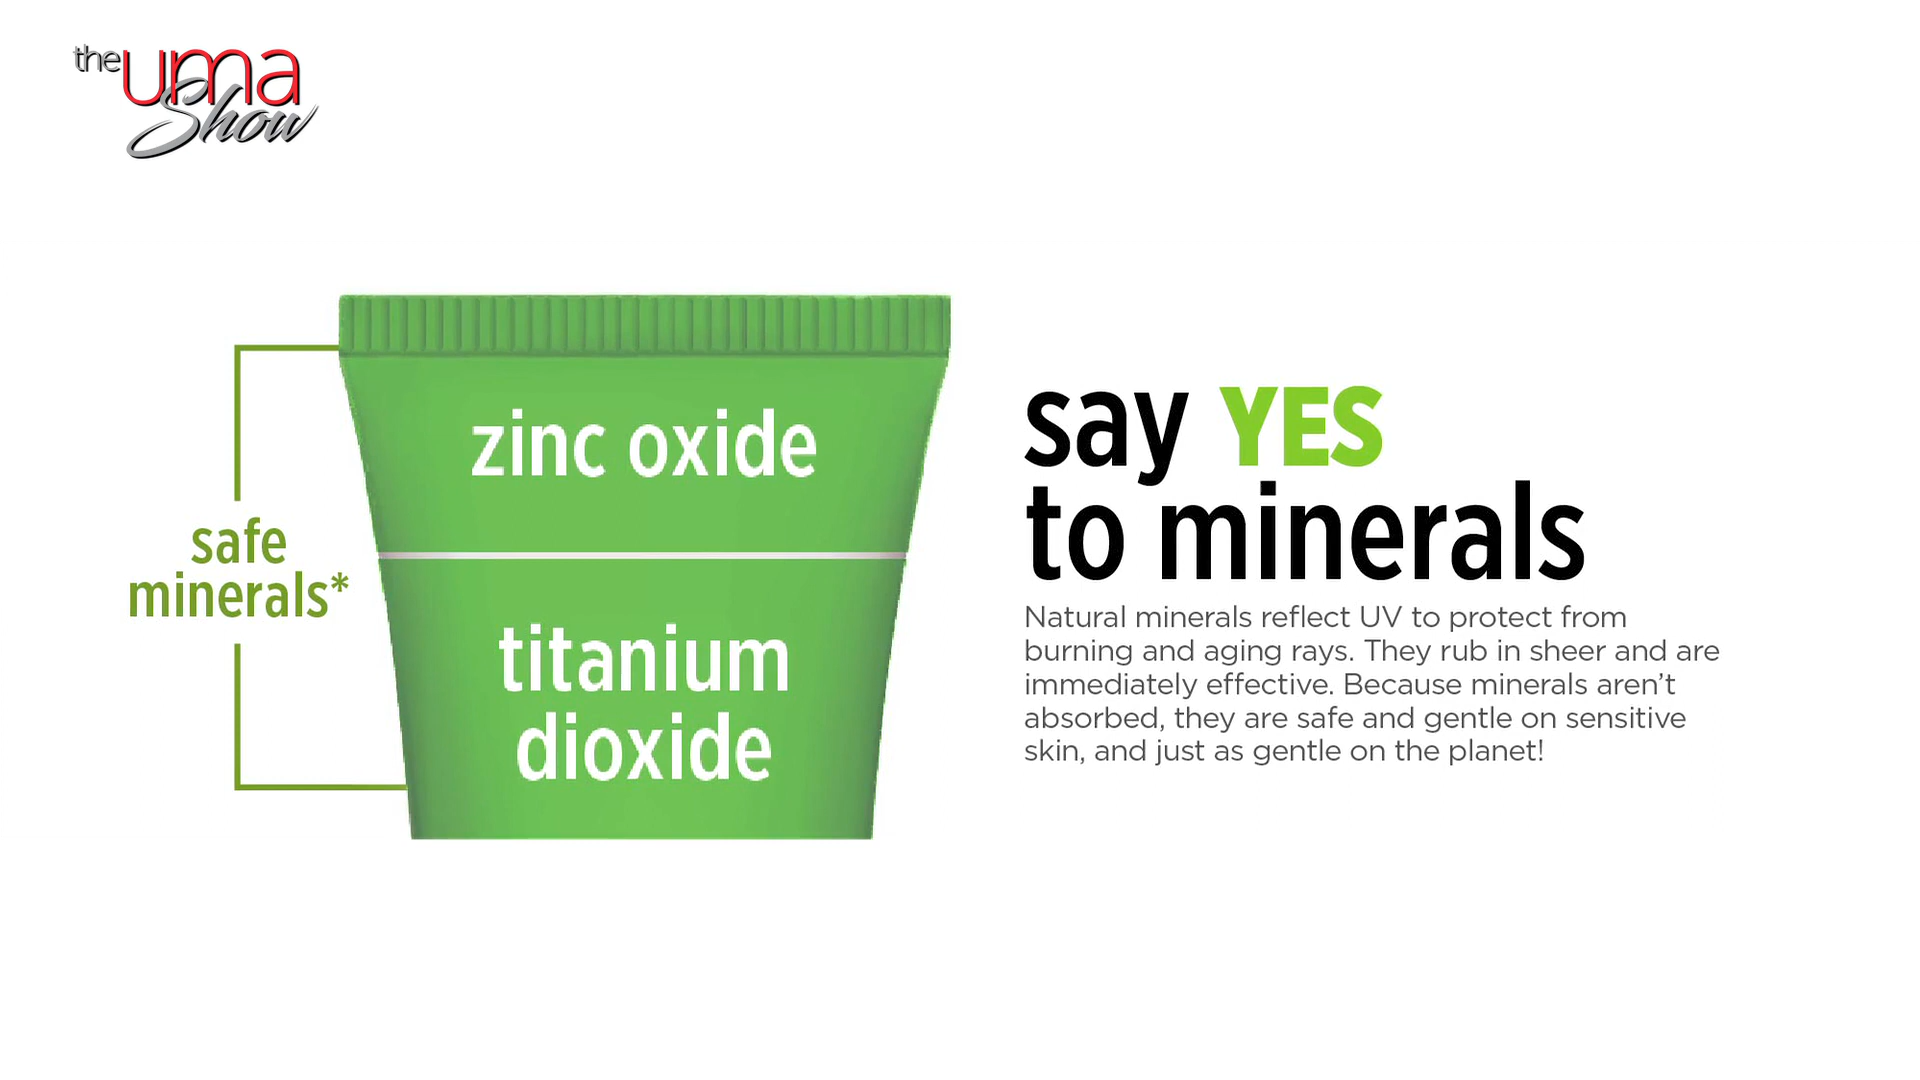 the uma
Show
zinc oxide
titanium
dioxide
safe
minerals*
say YES
to minerals
Natural minerals reflect UV to protect from
burning and aging rays. They rub in sheer and are
immediately effective. Because minerals aren’t
absorbed, they are safe and gentle on sensitive
skin, and just as gentle on the planet!